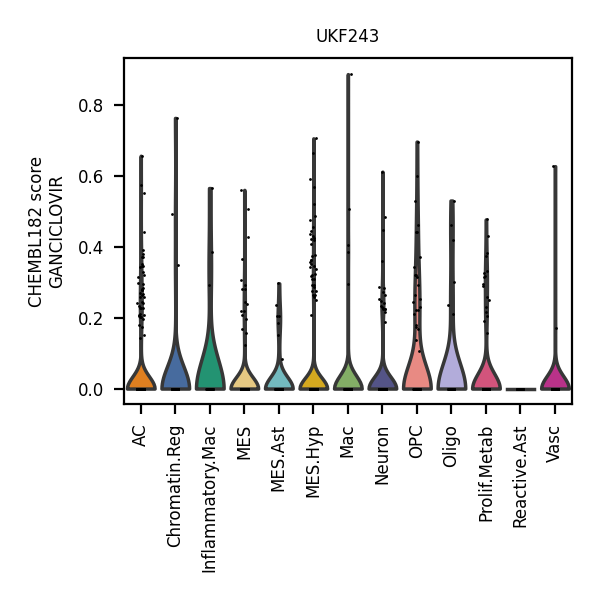 UKF243
CHEMBL182 score
GANCICLOVIR
0.8
0.6
0.4
0.2
0.0
AC
Chromatin.Reg
Inflammatory.Mac
MES
MES.Ast
MES.Hyp
Mac
Neuron
OPC
Oligo
Prolif.Metab
Reactive.Ast
Vasc